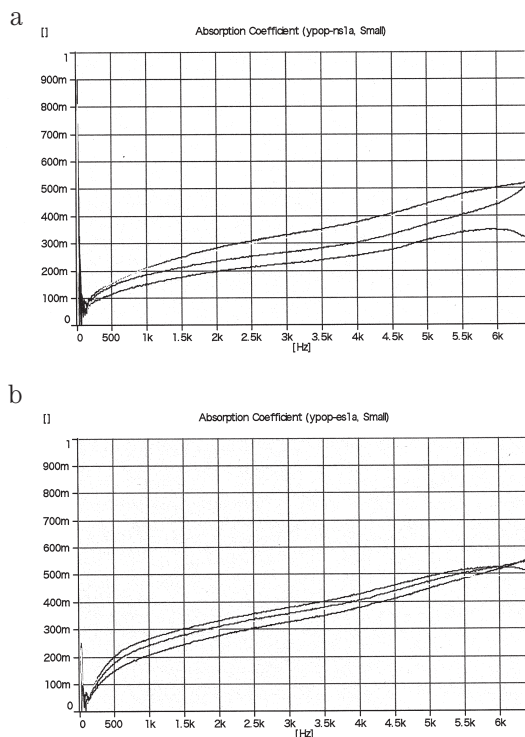 a
[] Absorption Coefficient (ypop-ns1a, Small)
1
900m
800m
700m
600m
500m
400m
300m
200m
100m
0
0 500 1k 1.5k 2k 2.5k 3k 3.5k 4k 4.5k 5k 5.5k 6k
[Hz]
b
[] Absorption Coefficient (ypop-es1a, Small)
1
900m
800m
700m
600m
500m
400m
300m
200m
100m
0
0 500 1k 1.5k 2k 2.5k 3k 3.5k 4k 4.5k 5k 5.5k 6k
[Hz]